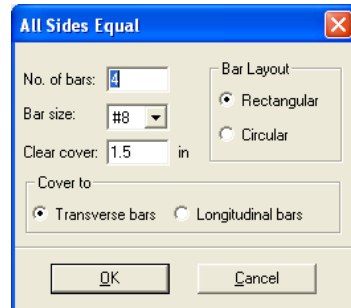 All Sides Equal
No. of bars: 4
Bar size: #8
Clear cover: 1.5 in
Bar Layout
Rectangular
Circular
Cover to
Transverse bars Longitudinal bars
OK Cancel